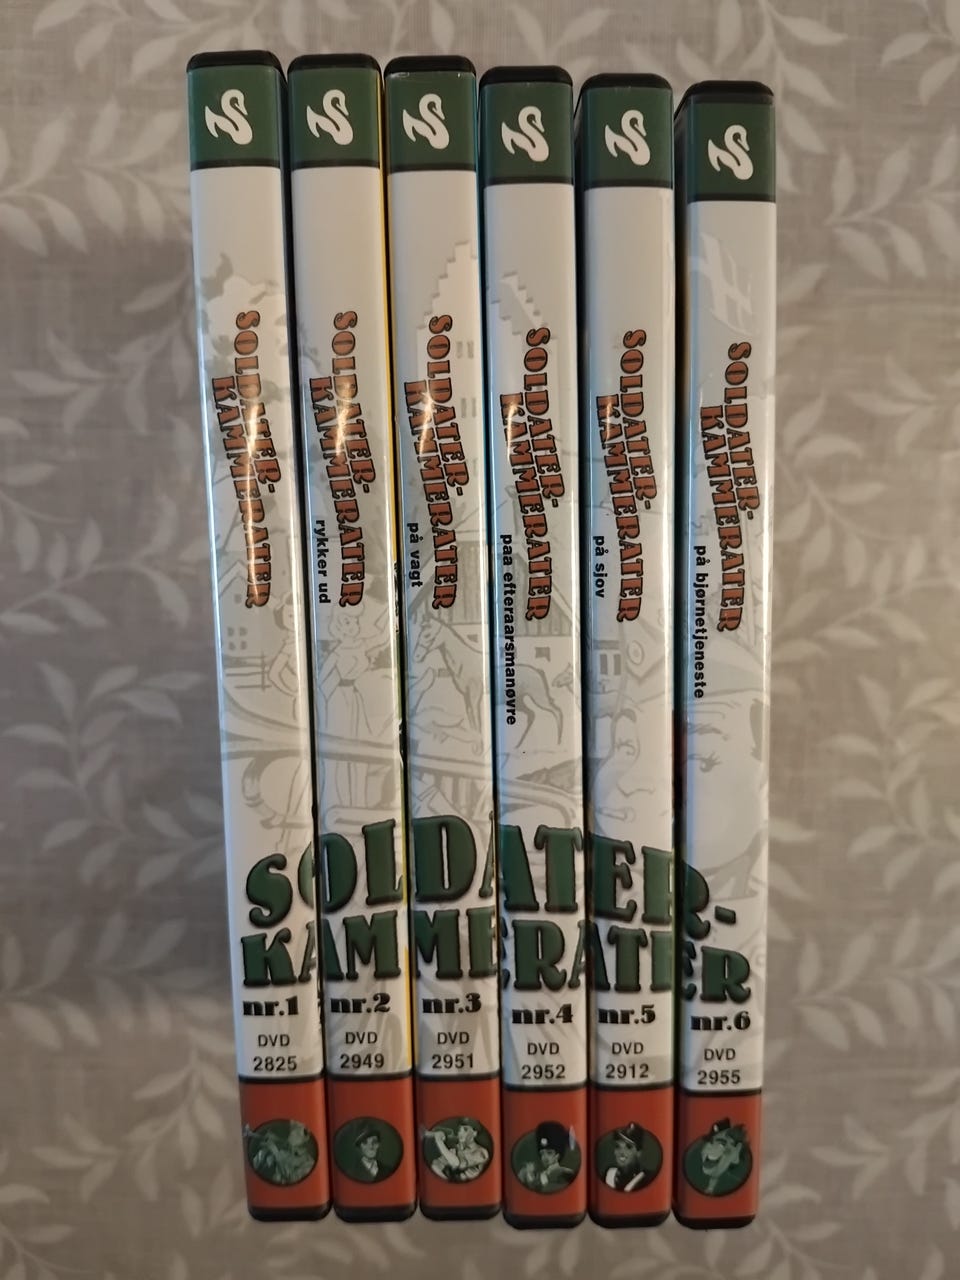 SOLDATER-
KAMMERATER
SOLDATER-
KAMMERATER
rykker ud
SOLDATER-
KAMMERATER
på vagt
SOLDATER-
KAMMERATER
paa efteraarsmanøvre
SOLDATER-
KAMMERATER
på sjov
SOLDATER-
KAMMERATER
på bjørnetjeneste
SOLDATER-
KAMMERATER
nr.1
DVD
2825
nr.2
DVD
2949
nr.3
DVD
2951
nr.4
DVD
2952
nr.5
DVD
2912
nr.6
DVD
2955